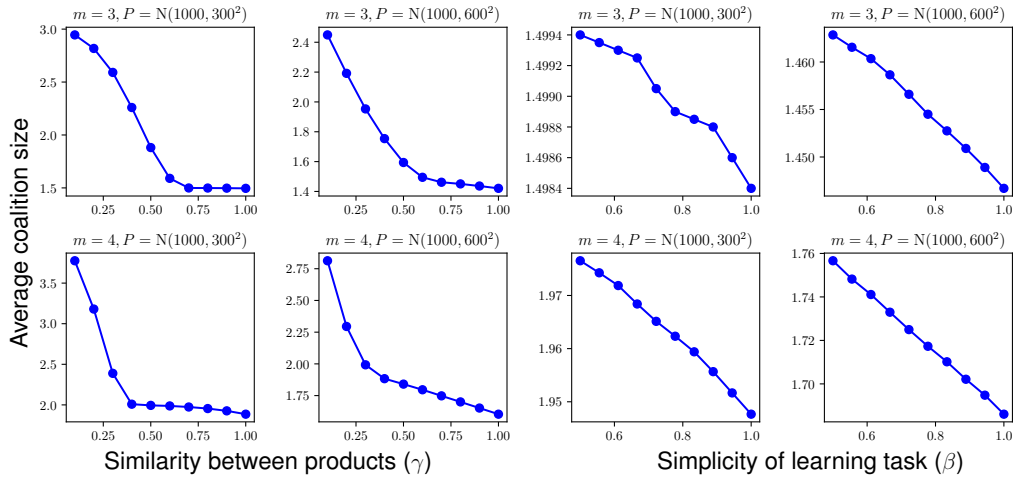 m = 3, P = N(1000, 300²)
m = 3, P = N(1000, 600²)
m = 3, P = N(1000, 300²)
m = 3, P = N(1000, 600²)
3.0
2.5
2.0
1.5
0.25 0.50 0.75 1.00
2.4
2.2
2.0
1.8
1.6
1.4
0.25 0.50 0.75 1.00
1.4994
1.4992
1.4990
1.4988
1.4986
1.4984
0.6 0.8 1.0
1.460
1.455
1.450
0.6 0.8 1.0
Average coalition size
m = 4, P = N(1000, 300²)
m = 4, P = N(1000, 600²)
m = 4, P = N(1000, 300²)
m = 4, P = N(1000, 600²)
3.5
3.0
2.5
2.0
0.25 0.50 0.75 1.00
2.75
2.50
2.25
2.00
1.75
0.25 0.50 0.75 1.00
1.97
1.96
1.95
0.6 0.8 1.0
1.76
1.74
1.72
1.70
0.6 0.8 1.0
Similarity between products (γ)
Simplicity of learning task (β)